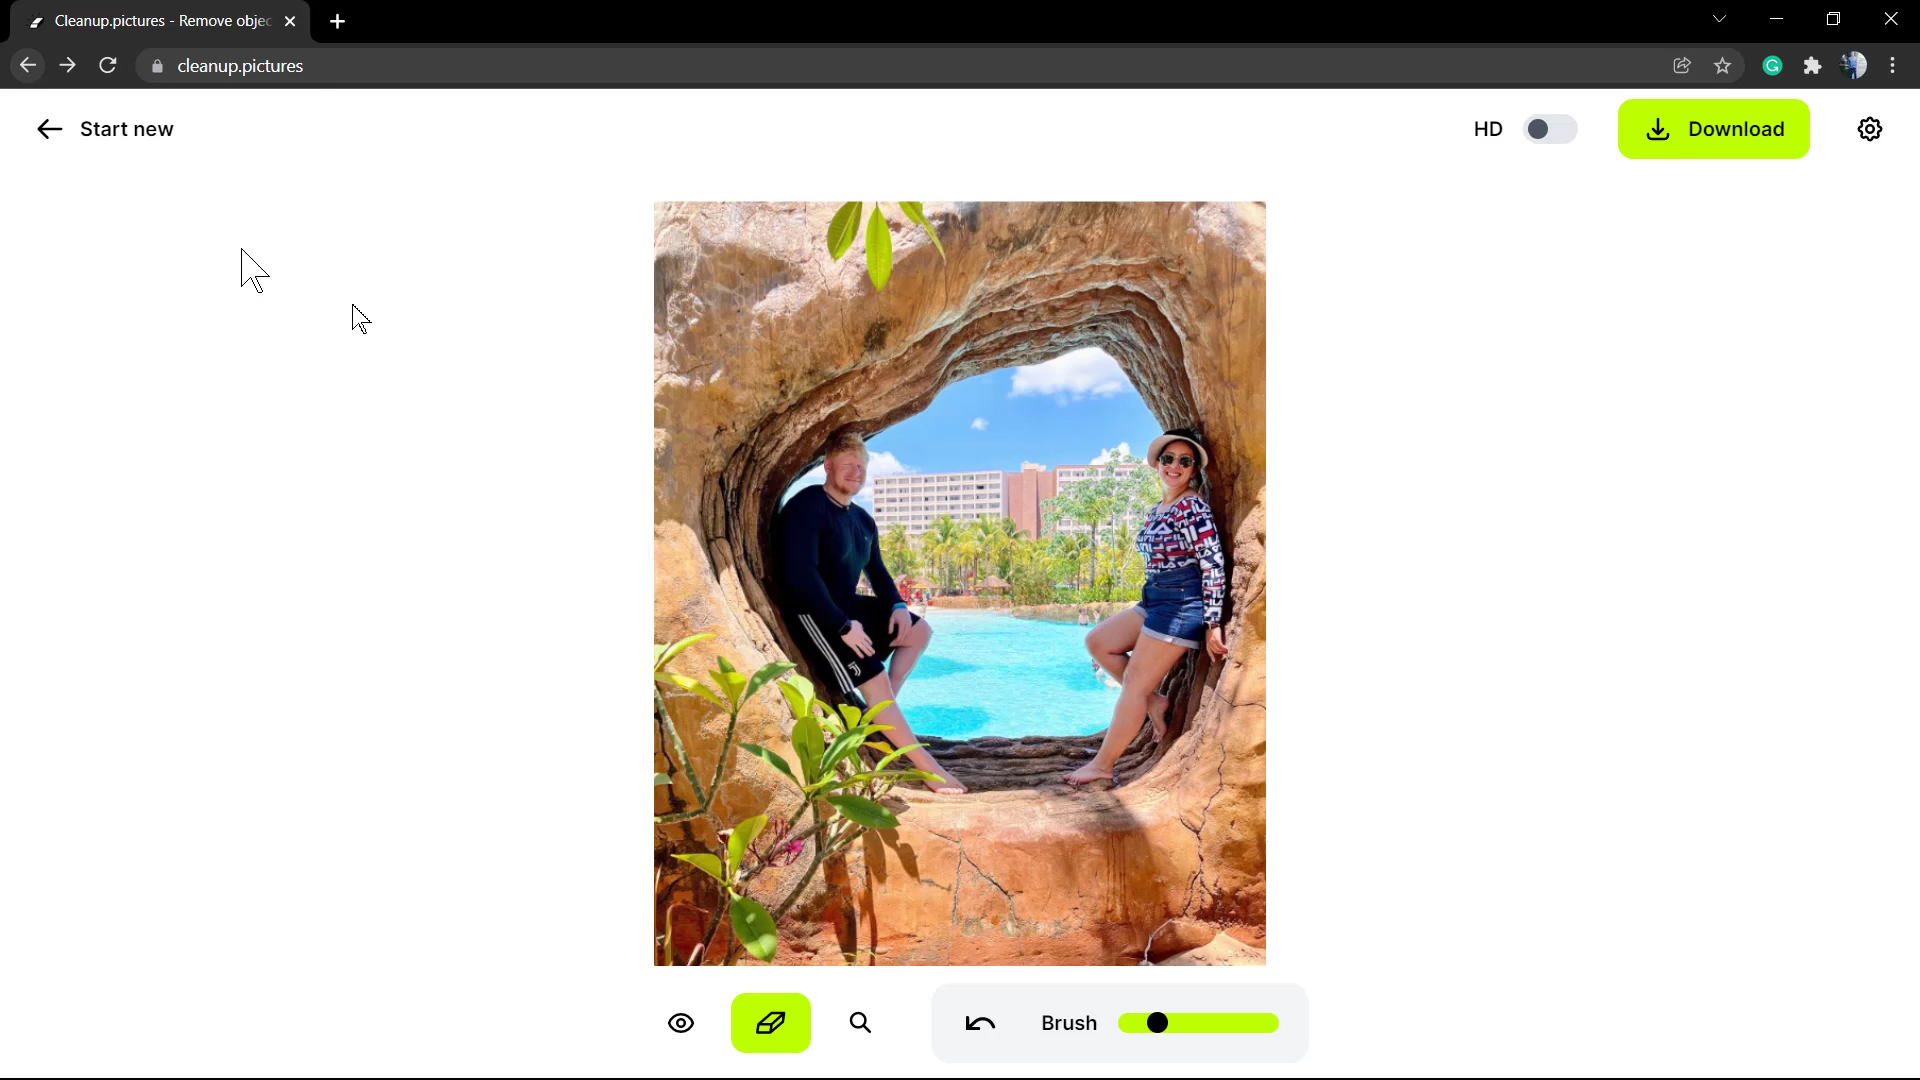 Cleanup.pictures - Remove objec
cleanup.pictures
Start new
HD
Download
Brush